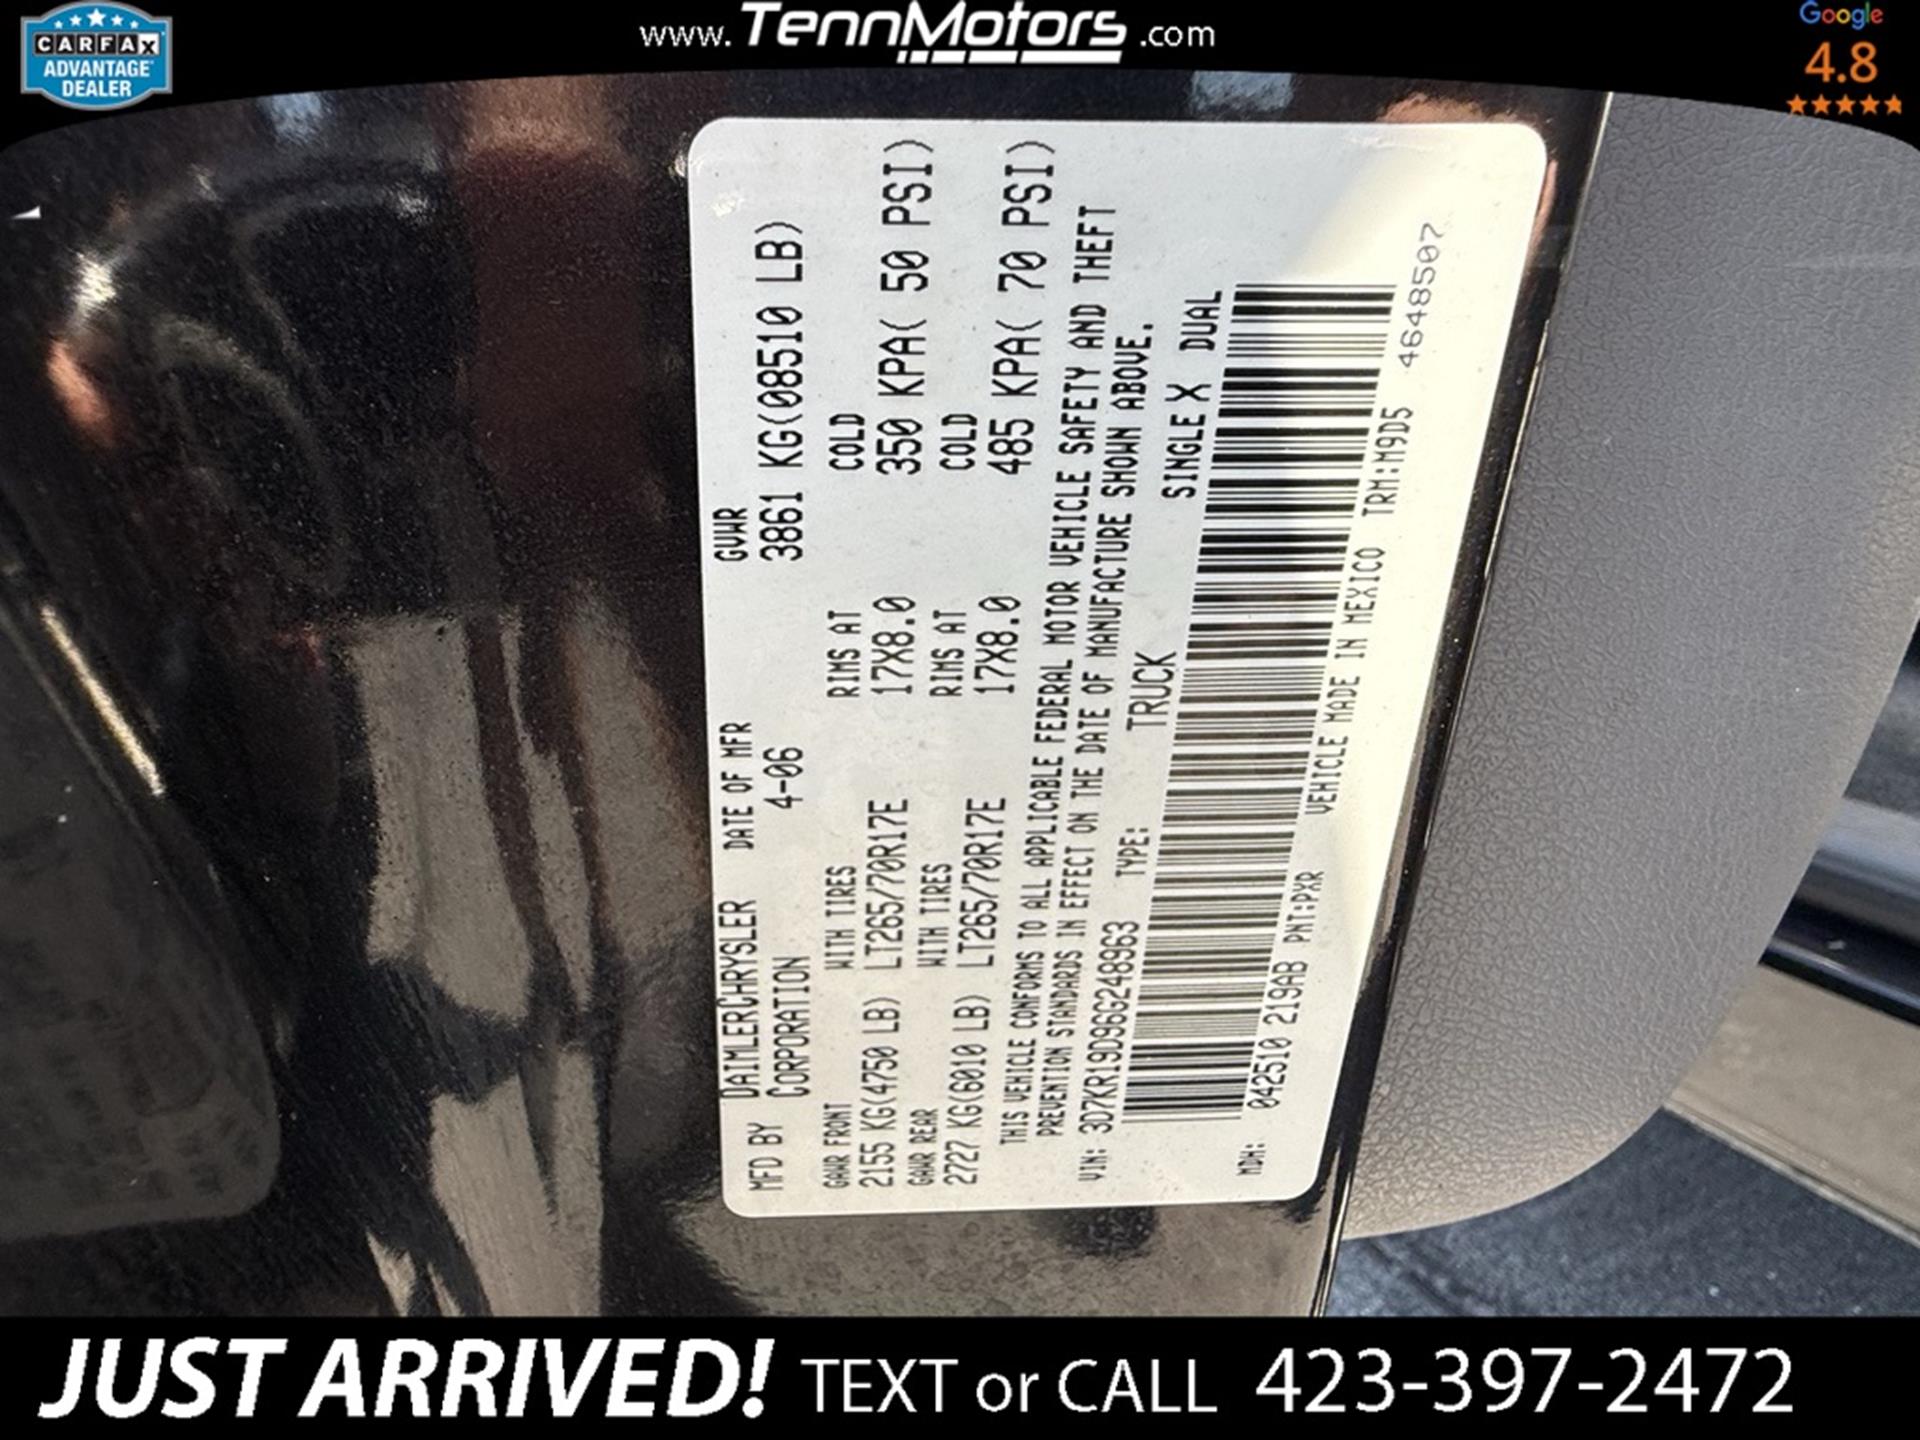 CARFAX
ADVANTAGE
DEALER
www.TennMotors.com
Google
4.8
MFD BY DAIMLERCHRYSLER CORPORATION DATE OF MFR 4-06 GVWR 3861 KG(08510 LB)
GAWR FRONT WITH TIRES RIMS AT COLD
2155 KG(4750 LB) LT265/70R17E 17X8.0 350 KPA( 50 PSI)
GAWR REAR WITH TIRES RIMS AT COLD
2727 KG(6010 LB) LT265/70R17E 17X8.0 485 KPA( 70 PSI)
THIS VEHICLE CONFORMS TO ALL APPLICABLE FEDERAL MOTOR VEHICLE SAFETY AND THEFT
PREVENTION STANDARDS IN EFFECT ON THE DATE OF MANUFACTURE SHOWN ABOVE.
VIN: 3D7KR19D96G248963 TYPE: TRUCK SINGLE X DUAL
MDH: 042510 219AB PNT:PXR VEHICLE MADE IN MEXICO TRM:M9D5 4648507
JUST ARRIVED! TEXT or CALL 423-397-2472